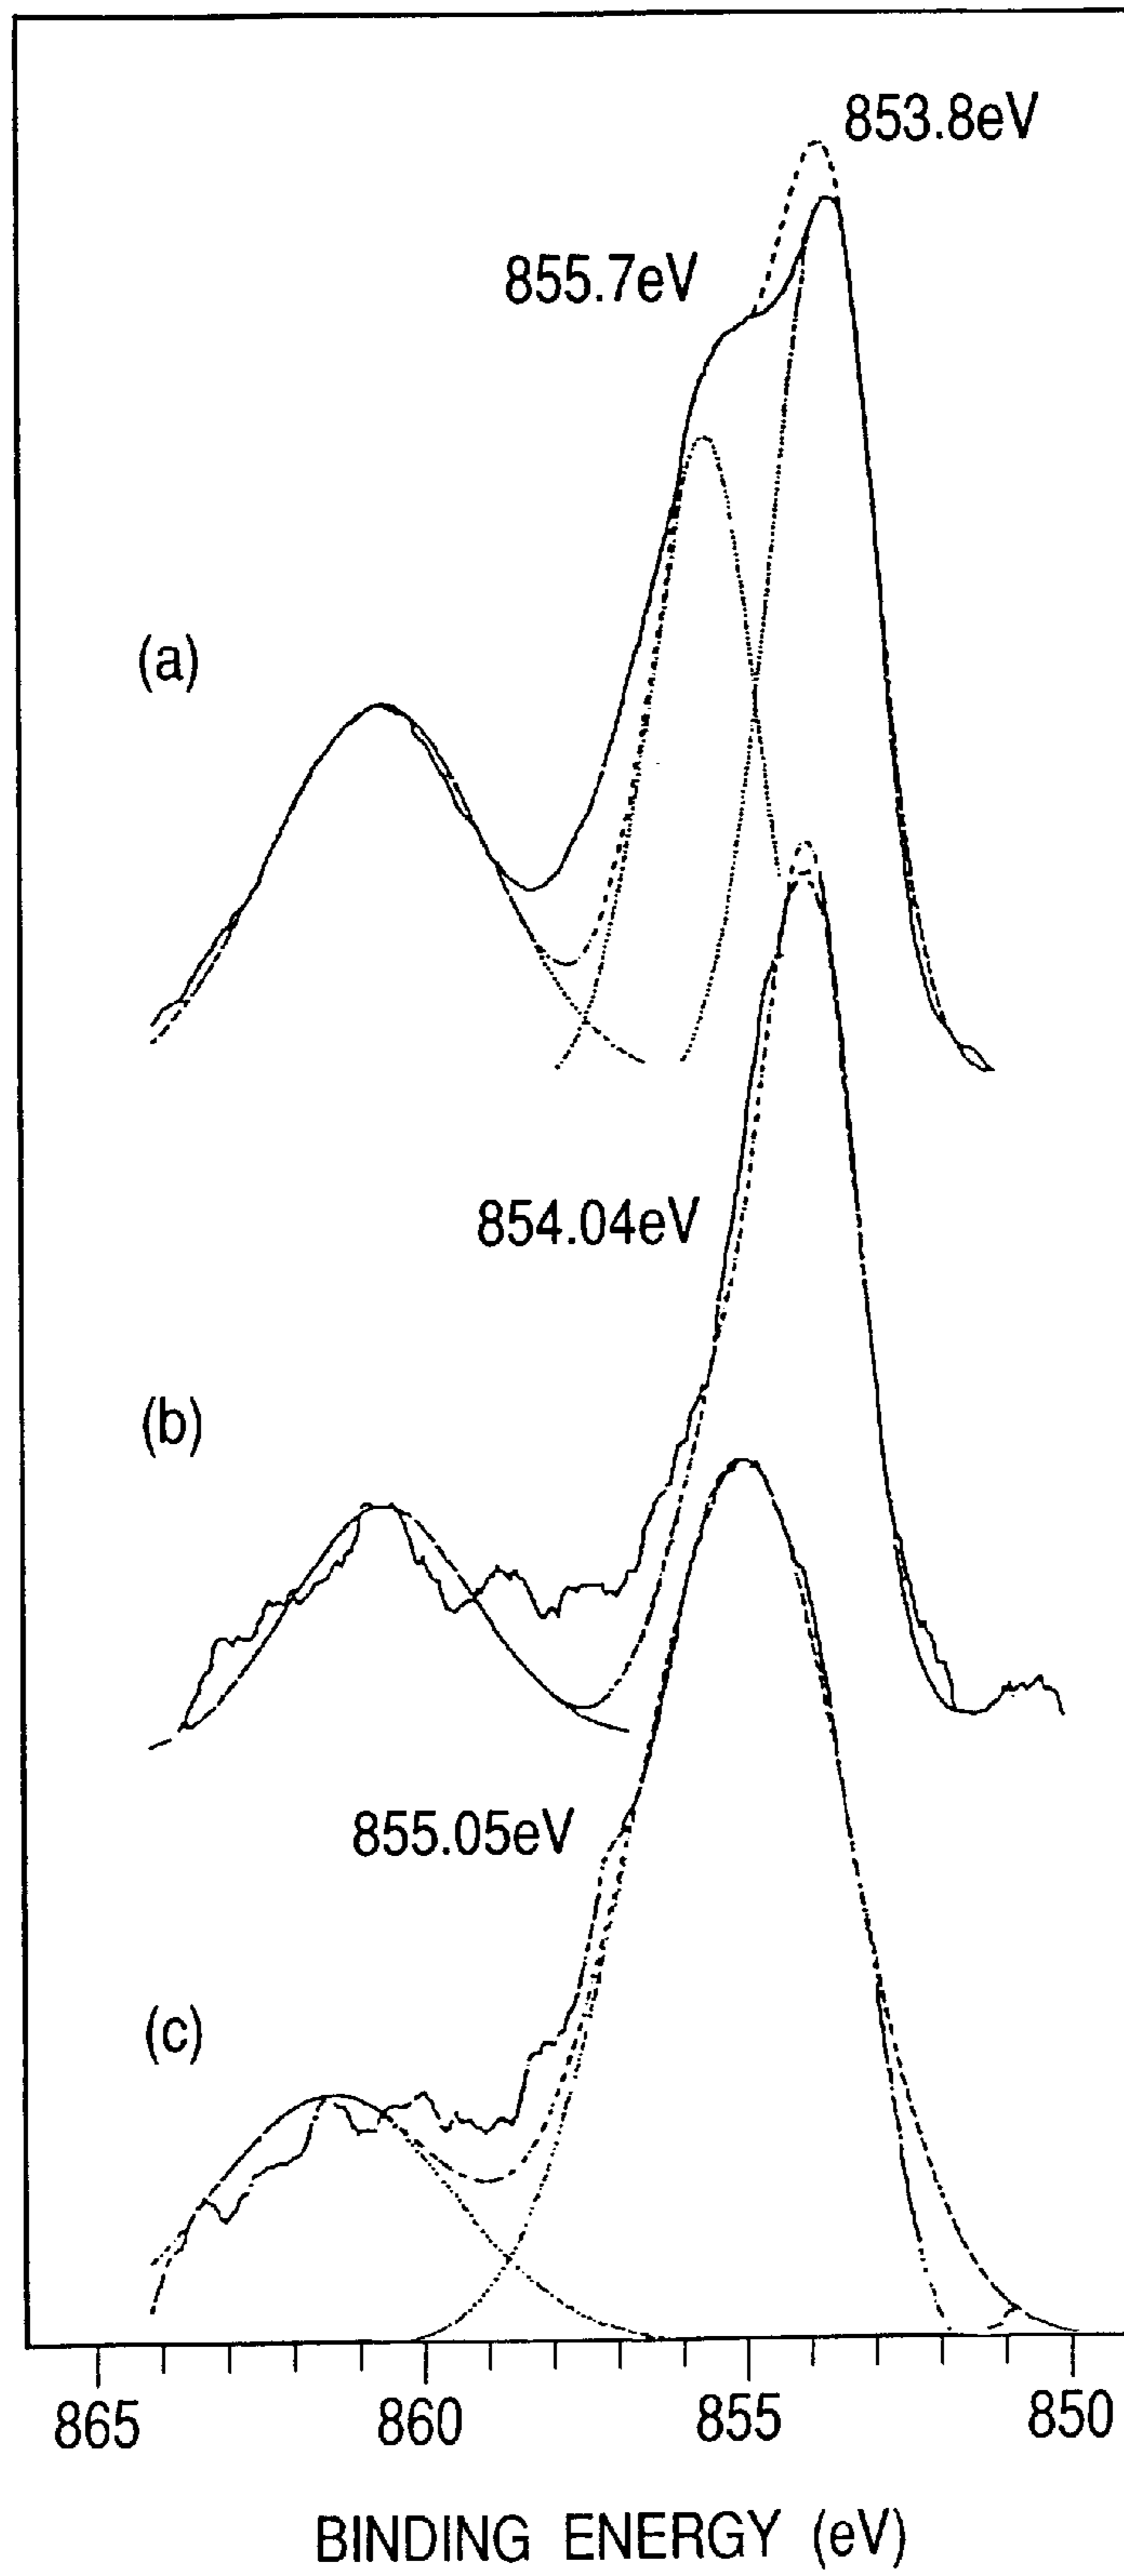 853.8eV
855.7eV
(a)
854.04eV
(b)
855.05eV
(c)
865 860 855 850
BINDING ENERGY (eV)